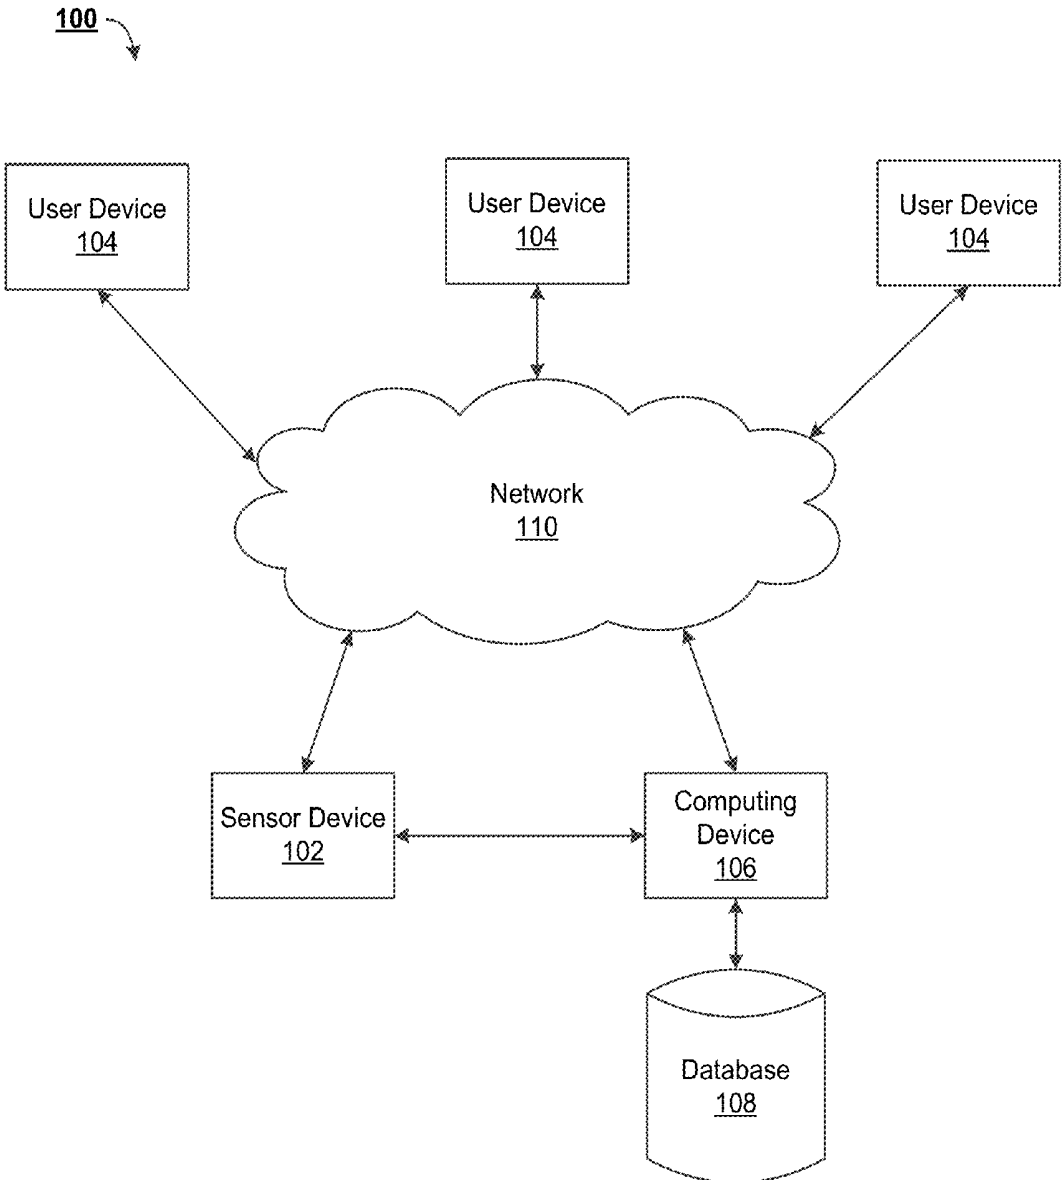 100
User Device
104
User Device
104
User Device
104
Network
110
Sensor Device
102
Computing
Device
106
Database
108